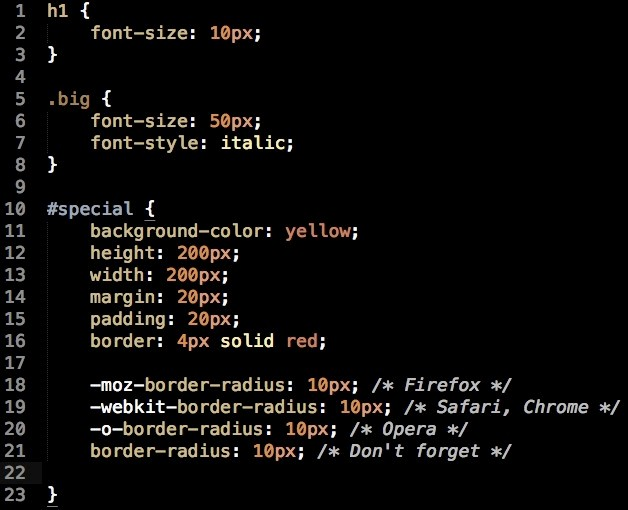 1 h1 {
2     font-size: 10px;
3 }
4
5 .big {
6     font-size: 50px;
7     font-style: italic;
8 }
9
10 #special {
11     background-color: yellow;
12     height: 200px;
13     width: 200px;
14     margin: 20px;
15     padding: 20px;
16     border: 4px solid red;
17
18     -moz-border-radius: 10px; /* Firefox */
19     -webkit-border-radius: 10px; /* Safari, Chrome */
20     -o-border-radius: 10px; /* Opera */
21     border-radius: 10px; /* Don't forget */
22
23 }